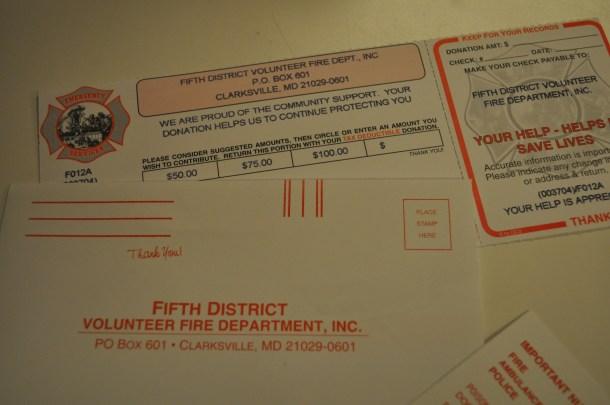 FIFTH DISTRICT VOLUNTEER FIRE DEPT., INC
P.O. BOX 601
CLARKSVILLE, MD 21029-0601
WE ARE PROUD OF THE COMMUNITY SUPPORT. YOUR
DONATION HELPS US TO CONTINUE PROTECTING YOU
PLEASE CONSIDER SUGGESTED AMOUNTS, THEN CIRCLE OR ENTER AN AMOUNT YOU
WISH TO CONTRIBUTE. RETURN THIS PORTION WITH YOUR TAX DEDUCTIBLE DONATION.
$50.00 $75.00 $100.00 $
THANK YOU!
EMERGENCY
SERVICES
F012A
(003704)
KEEP FOR YOUR RECORDS
DONATION AMT. $
CHECK: # DATE:
MAKE YOUR CHECK PAYABLE TO:
FIFTH DISTRICT VOLUNTEER
FIRE DEPARTMENT, INC.
YOUR HELP - HELPS
SAVE LIVES
Accurate information is
Please indicate any change
or address & return.
(003704)/F012A
YOUR HELP IS
Thank You!
PLACE
STAMP
HERE
FIFTH DISTRICT
VOLUNTEER FIRE DEPARTMENT, INC.
PO BOX 601 • CLARKSVILLE, MD 21029-0601
IMPORTANT
FIRE
POLICE